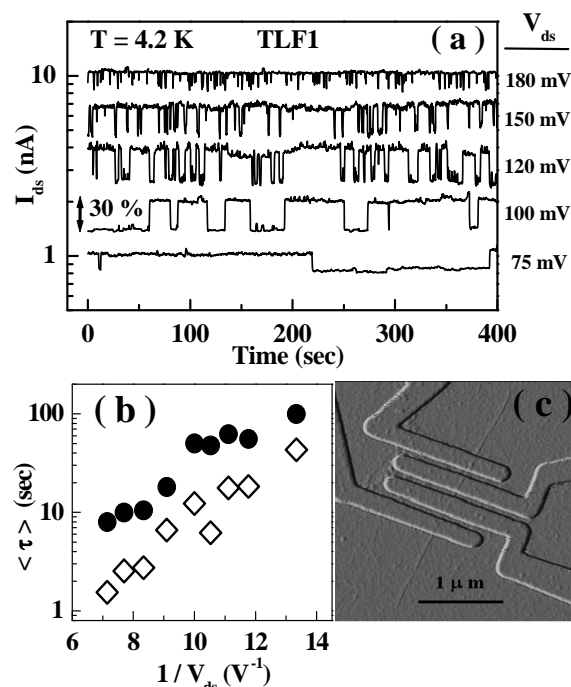 T = 4.2 K TLF1 ( a )
V_ds
10
180 mV
150 mV
120 mV
30 %
100 mV
1
75 mV
I_ds (nA)
0 100 200 300 400
Time (sec)
( b )
100
10
1
< τ > (sec)
6 8 10 12 14
1 / V_ds (V^-1)
( c )
1 μ m